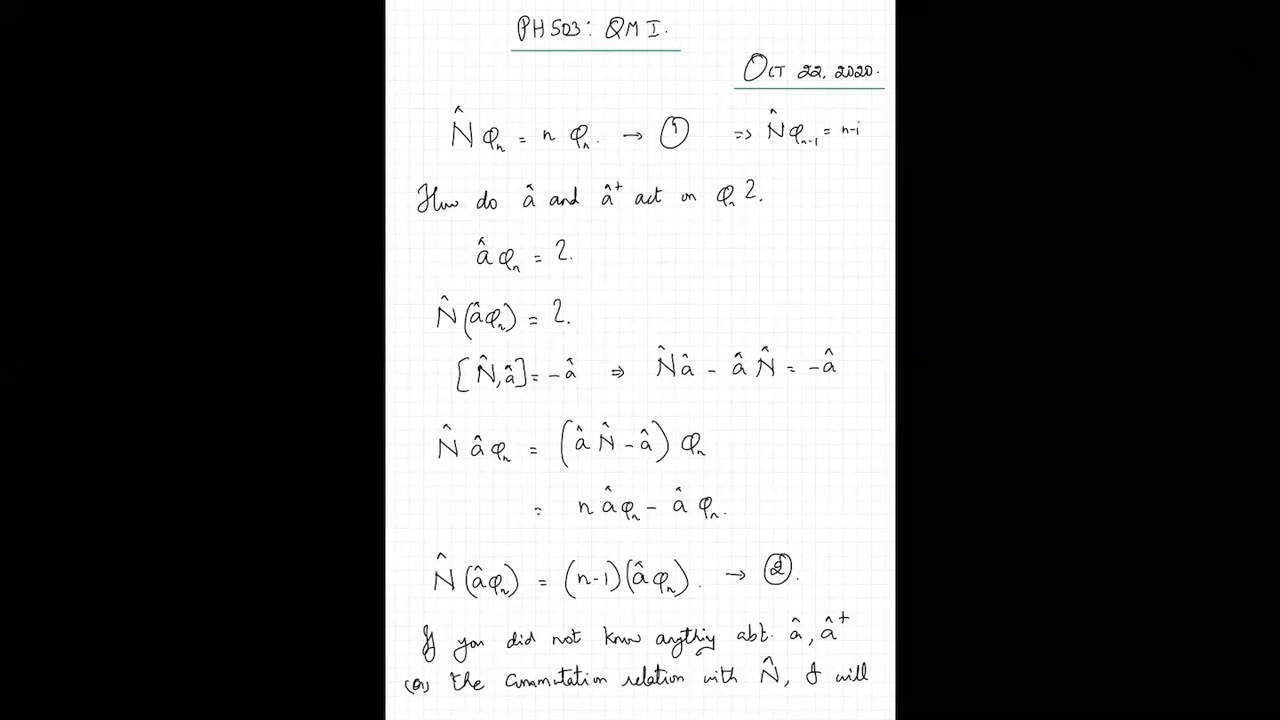 PH503: QM I.
OCT 22, 2020.
N̂ φₙ = n φₙ. → ① ⇒ N̂ φₙ₋₁ = n-i
How do â and â⁺ act on φₙ ?.
â φₙ = ?.
N̂ (â φₙ) = ?.
[N̂, â] = -â ⇒ N̂ â - â N̂ = -â
N̂ â φₙ = (â N̂ - â) φₙ
= n â φₙ - â φₙ.
N̂ (â φₙ) = (n-1) (â φₙ). → ②.
If you did not know anything abt. â, â⁺
(or) the commutation relation with N̂, I will